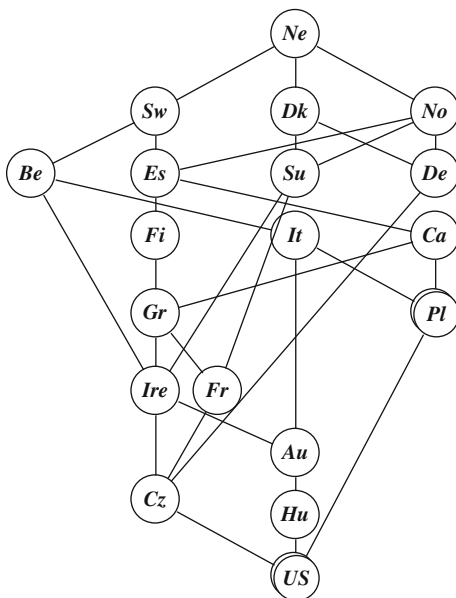 Ne
Sw Dk No
Be Es Su De
Fi It Ca
Gr Pl
Ire Fr
Au
Cz
Hu
US